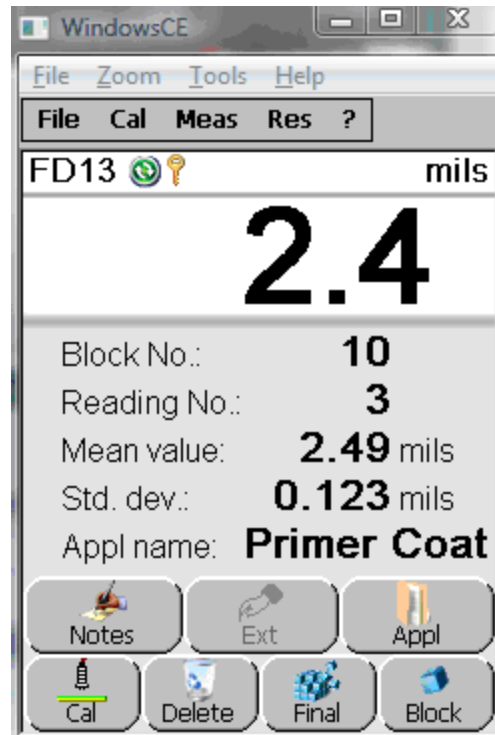 WindowsCE
File Zoom Tools Help
File Cal Meas Res ?
FD13 mils
2.4
Block No.: 10
Reading No.: 3
Mean value: 2.49 mils
Std. dev.: 0.123 mils
Appl name: Primer Coat
Notes Ext Appl
Cal Delete Final Block